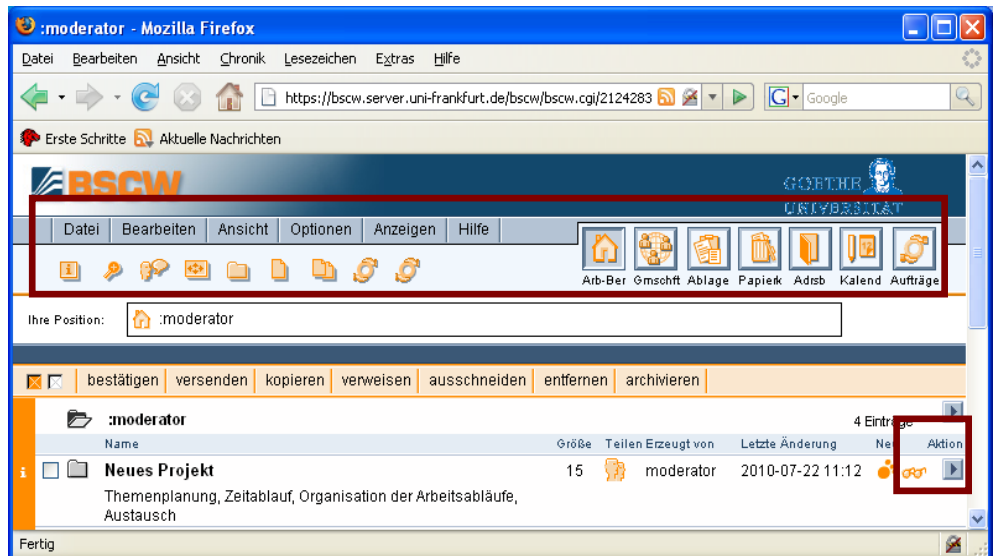 :moderator - Mozilla Firefox
Datei Bearbeiten Ansicht Chronik Lesezeichen Extras Hilfe
https://bscw.server.uni-frankfurt.de/bscw/bscw.cgi/2124283 G Google
Erste Schritte Aktuelle Nachrichten
BSCW
GOETHE
UNIVERSITÄT
Datei Bearbeiten Ansicht Optionen Anzeigen Hilfe
Arb-Ber Gmschft Ablage Papierk Adrsb Kalend Aufträge
Ihre Position: :moderator
bestätigen versenden kopieren verweisen ausschneiden entfernen archivieren
:moderator 4 Einträge
Name Größe Teilen Erzeugt von Letzte Änderung Neu Aktion
i Neues Projekt 15 moderator 2010-07-22 11:12
Themenplanung, Zeitablauf, Organisation der Arbeitsabläufe,
Austausch
Fertig